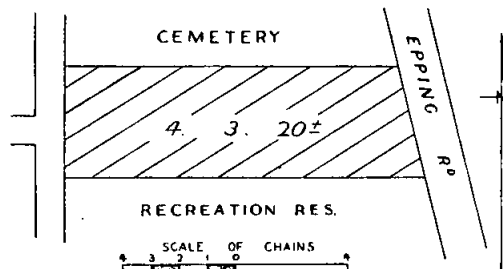 CEMETERY
EPPING RD
4. 3. 20±
RECREATION RES.
SCALE OF CHAINS
4 3 2 1 0 4